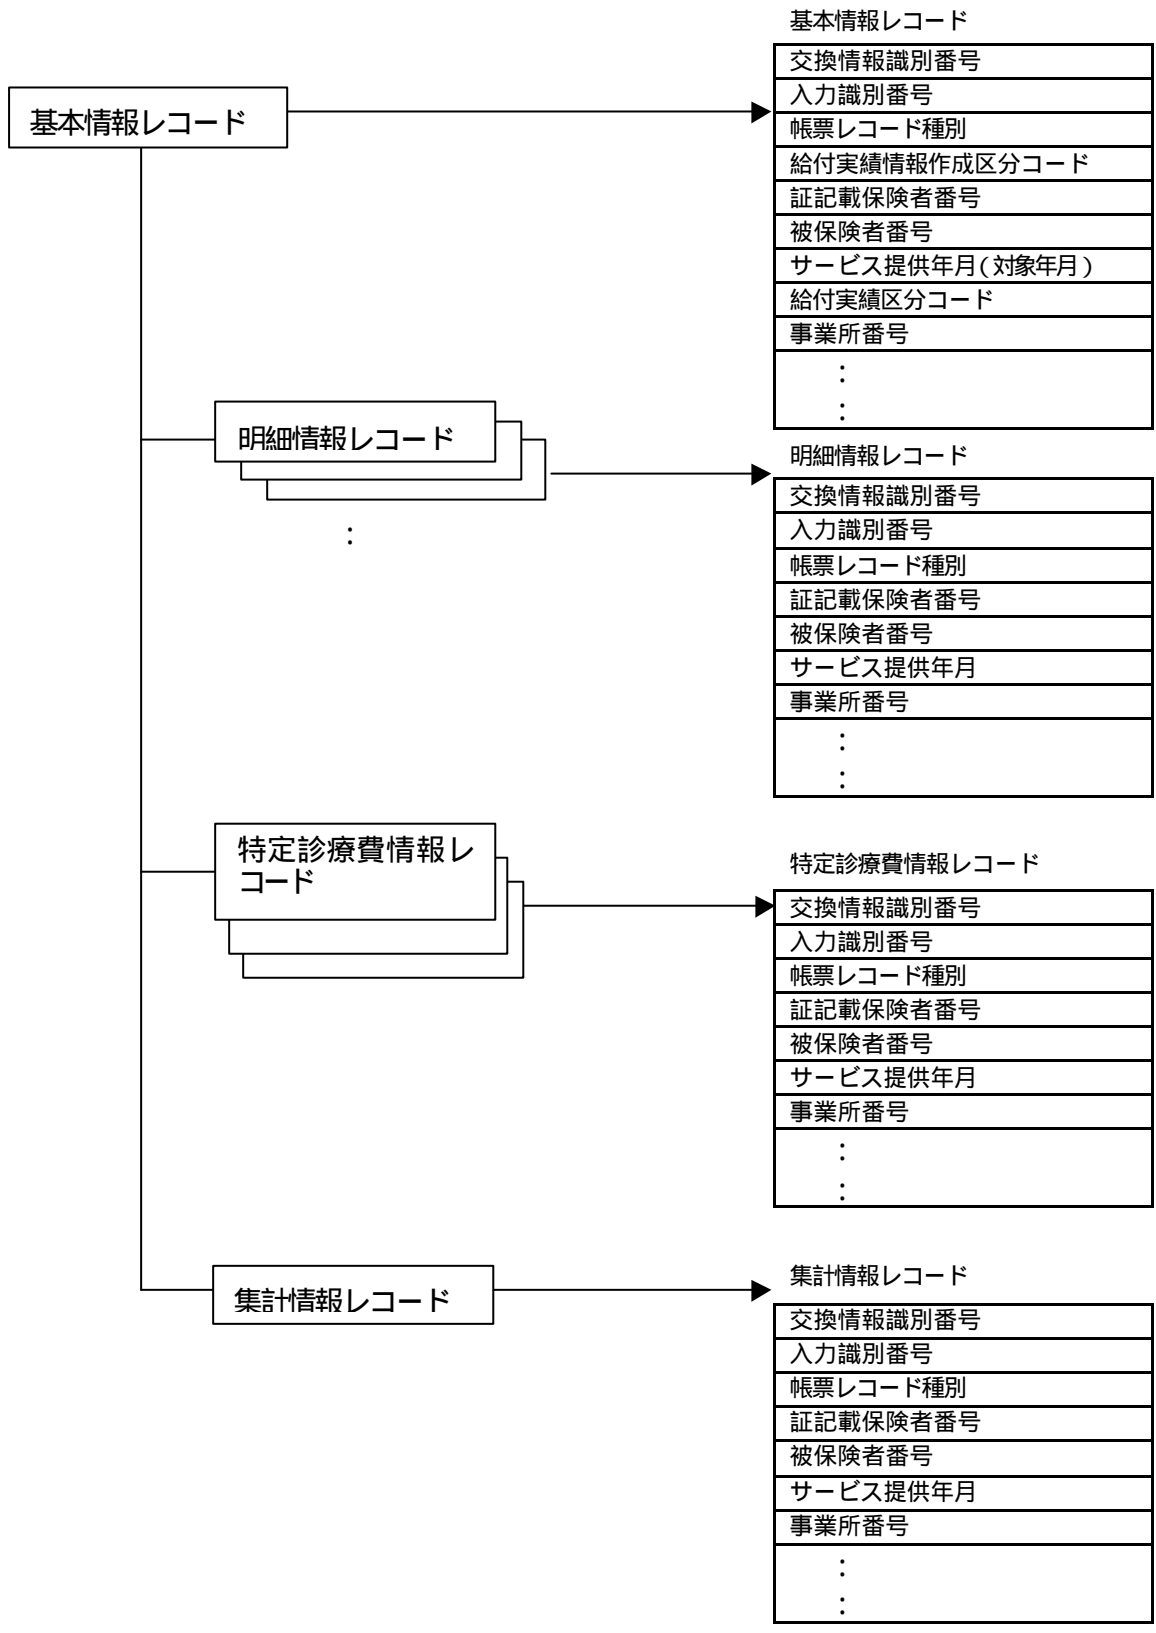 基本情報レコード
基本情報レコード
交換情報識別番号
入力識別番号
帳票レコード種別
給付実績情報作成区分コード
証記載保険者番号
被保険者番号
サービス提供年月(対象年月)
給付実績区分コード
事業所番号
：
：
明細情報レコード
：
明細情報レコード
交換情報識別番号
入力識別番号
帳票レコード種別
証記載保険者番号
被保険者番号
サービス提供年月
事業所番号
：
：
特定診療費情報レ
コード
特定診療費情報レコード
交換情報識別番号
入力識別番号
帳票レコード種別
証記載保険者番号
被保険者番号
サービス提供年月
事業所番号
：
：
集計情報レコード
集計情報レコード
交換情報識別番号
入力識別番号
帳票レコード種別
証記載保険者番号
被保険者番号
サービス提供年月
事業所番号
：
：